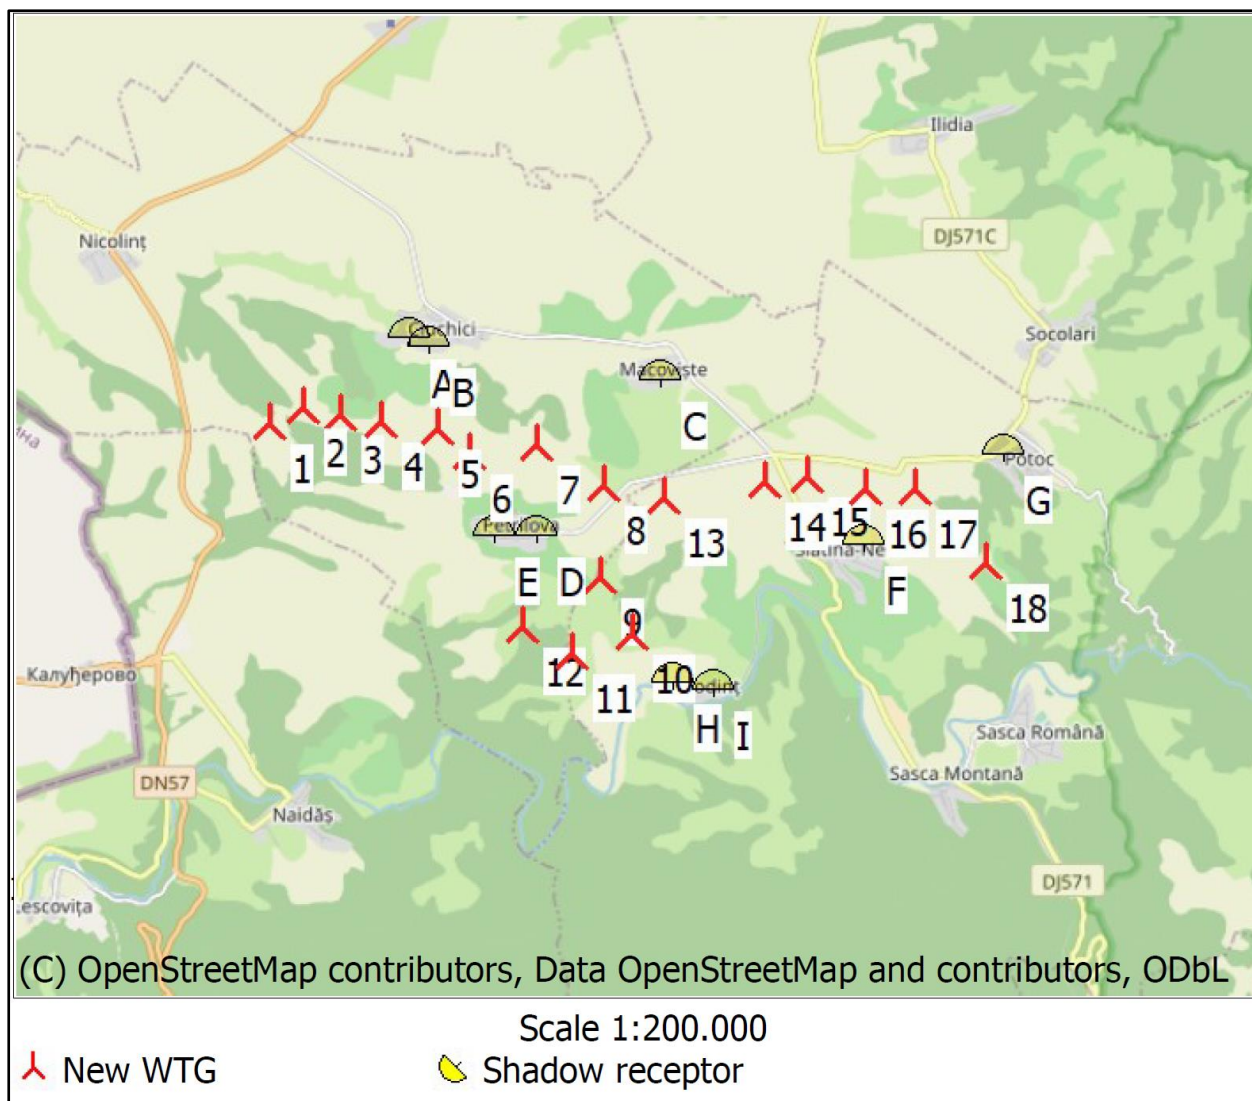 Ilidia
DJ571C
Nicolinț
Socolari
Macoviște
A
B
C
Potoc
G
1
2
3
4
5
6
7
8
13
14
15
16
17
18
F
E
D
9
12
11
10
H
I
Калуђерово
DN57
Naidăș
Sasca Română
Sasca Montană
DJ571
(C) OpenStreetMap contributors, Data OpenStreetMap and contributors, ODbL
Scale 1:200.000
New WTG
Shadow receptor